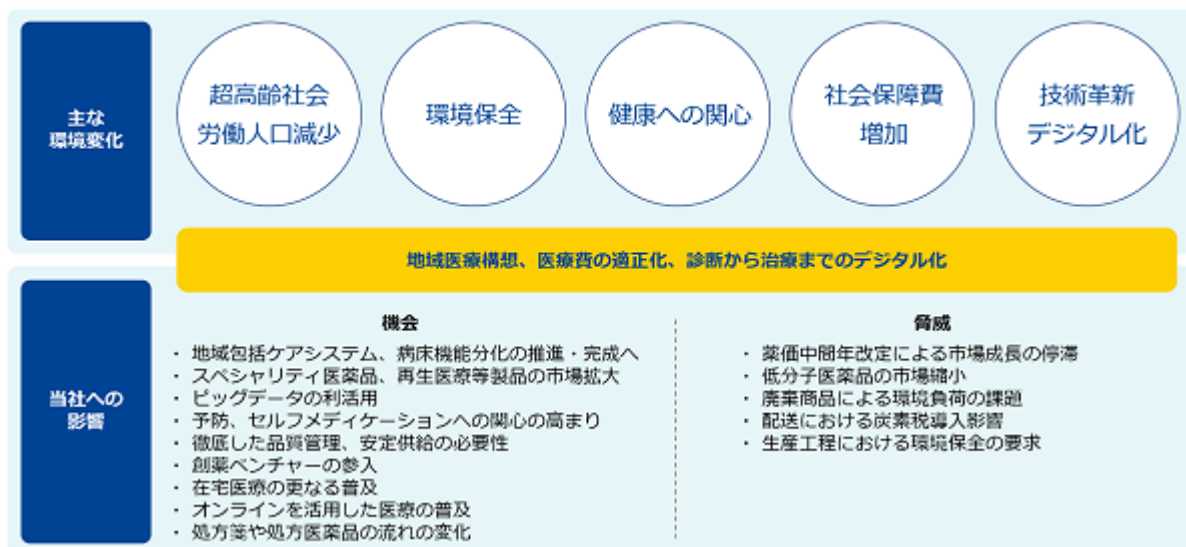 主な
環境変化
超高齢社会
労働人口減少
環境保全
健康への関心
社会保障費
増加
技術革新
デジタル化
地域医療構想、医療費の適正化、診断から治療までのデジタル化
当社への
影響
機会
・ 地域包括ケアシステム、病床機能分化の推進・完成へ
・ スペシャリティ医薬品、再生医療等製品の市場拡大
・ ビッグデータの利活用
・ 予防、セルフメディケーションへの関心の高まり
・ 徹底した品質管理、安定供給の必要性
・ 創薬ベンチャーの参入
・ 在宅医療の更なる普及
・ オンラインを活用した医療の普及
・ 処方箋や処方医薬品の流れの変化
脅威
・ 薬価中間年改定による市場成長の停滞
・ 低分子医薬品の市場縮小
・ 廃棄商品による環境負荷の課題
・ 配送における炭素税導入影響
・ 生産工程における環境保全の要求